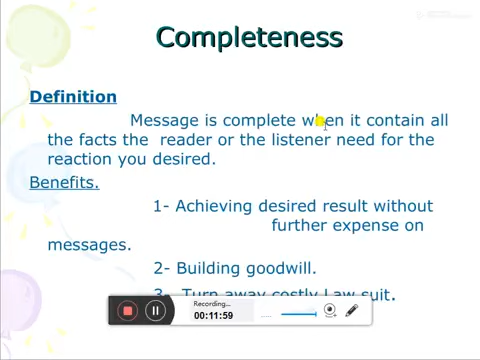 Completeness
Definition
Message is complete when it contain all
the facts the reader or the listener need for the
reaction you desired.
Benefits.
1- Achieving desired result without
further expense on
messages.
2- Building goodwill.
3- Turn away costly Law suit.
Recording...
00:11:59